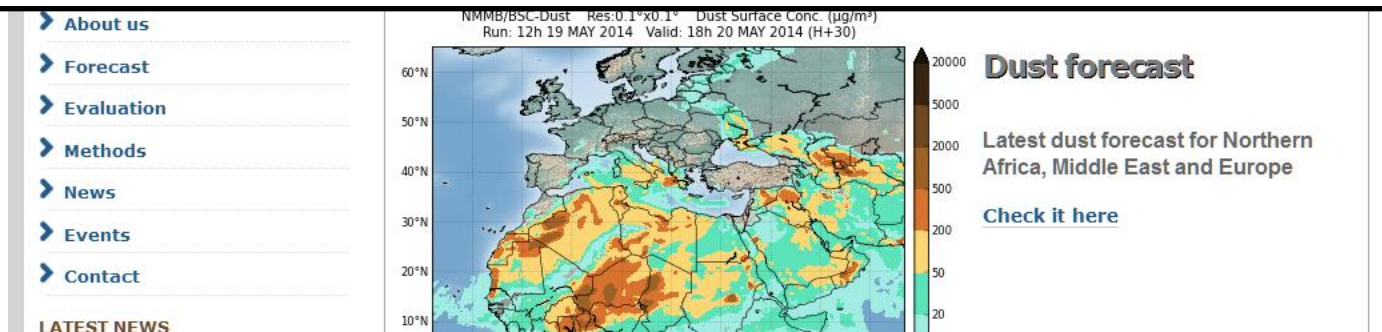 About us
Forecast
Evaluation
Methods
News
Events
Contact
LATEST NEWS
NMMB/BSC-Dust Res:0.1°x0.1° Dust Surface Conc. (µg/m³)
Run: 12h 19 MAY 2014 Valid: 18h 20 MAY 2014 (H+30)
60°N
50°N
40°N
30°N
20°N
10°N
20000
5000
2000
500
200
50
20
Dust forecast
Latest dust forecast for Northern
Africa, Middle East and Europe
Check it here